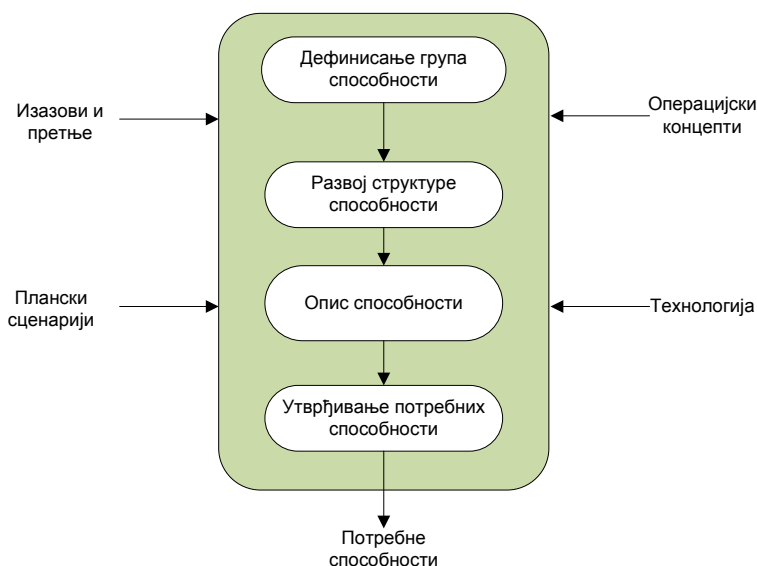 Дефинисање група
способности
Изазови и
претње
Операцијски
концепти
Развој структуре
способности
Плански
сценарији
Опис способности
Технологија
Утврђивање потребних
способности
Потребне
способности